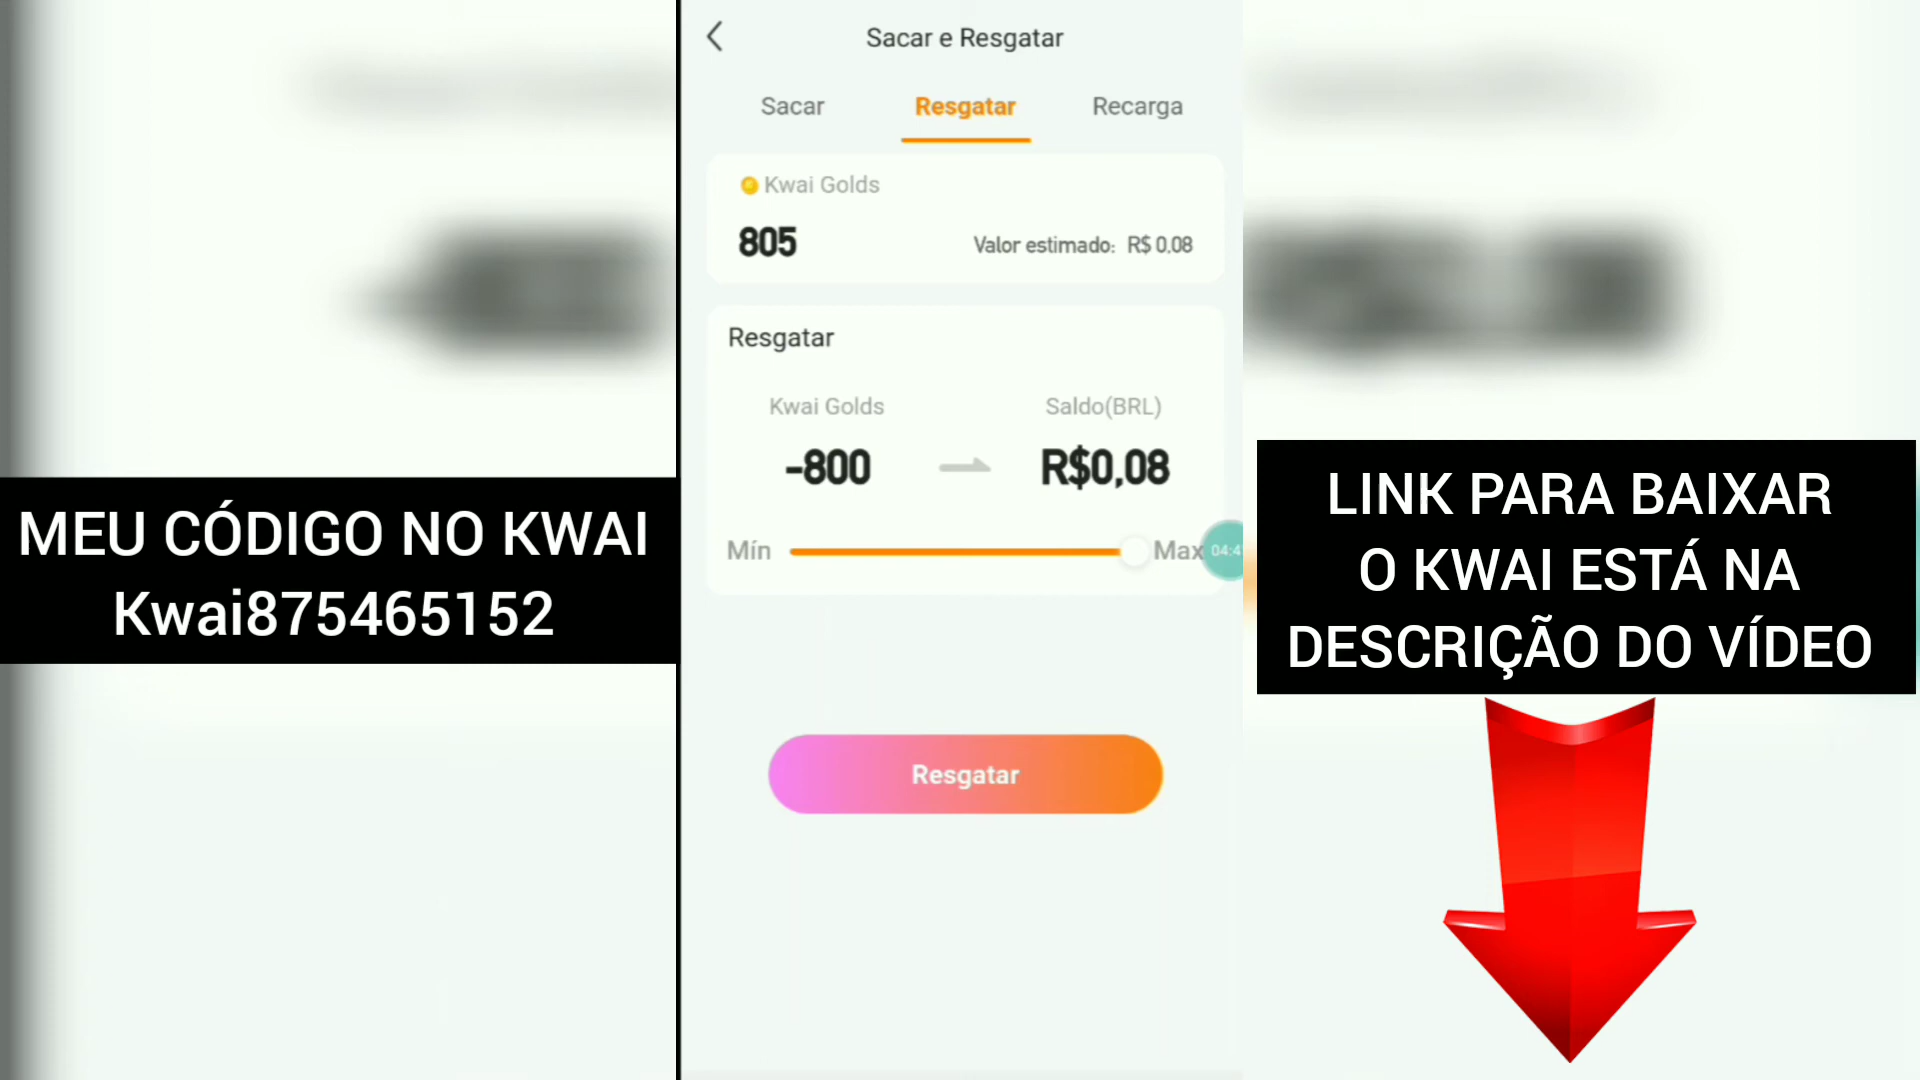 Sacar e Resgatar
Sacar Resgatar Recarga
Kwai Golds
805 Valor estimado: R$ 0.08
Resgatar
Kwai Golds Saldo(BRL)
-800 R$0,08
Mín Max
Resgatar
MEU CÓDIGO NO KWAI
Kwai875465152
LINK PARA BAIXAR
O KWAI ESTÁ NA
DESCRIÇÃO DO VÍDEO